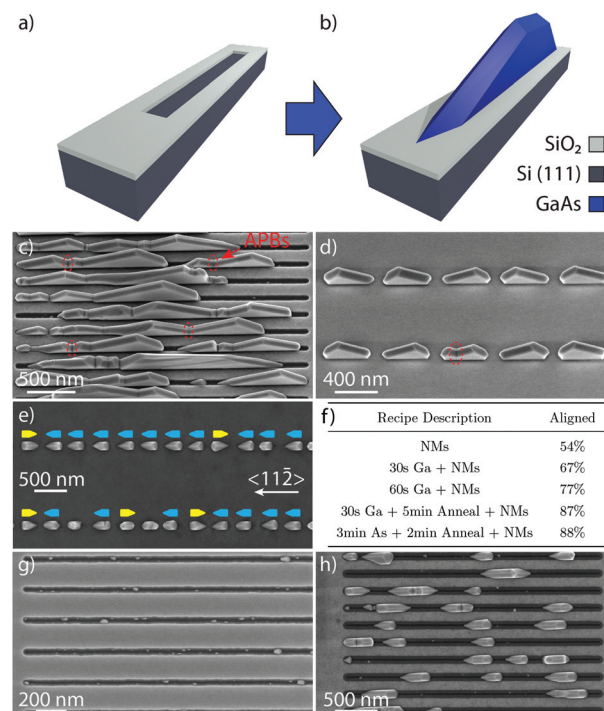 a)
b)
SiO₂
Si (111)
GaAs
c)
APBs
500 nm
d)
400 nm
e)
500 nm
<112̅>
f)
Recipe Description Aligned
NMs 54%
30s Ga + NMs 67%
60s Ga + NMs 77%
30s Ga + 5min Anneal + NMs 87%
3min As + 2min Anneal + NMs 88%
g)
200 nm
h)
500 nm